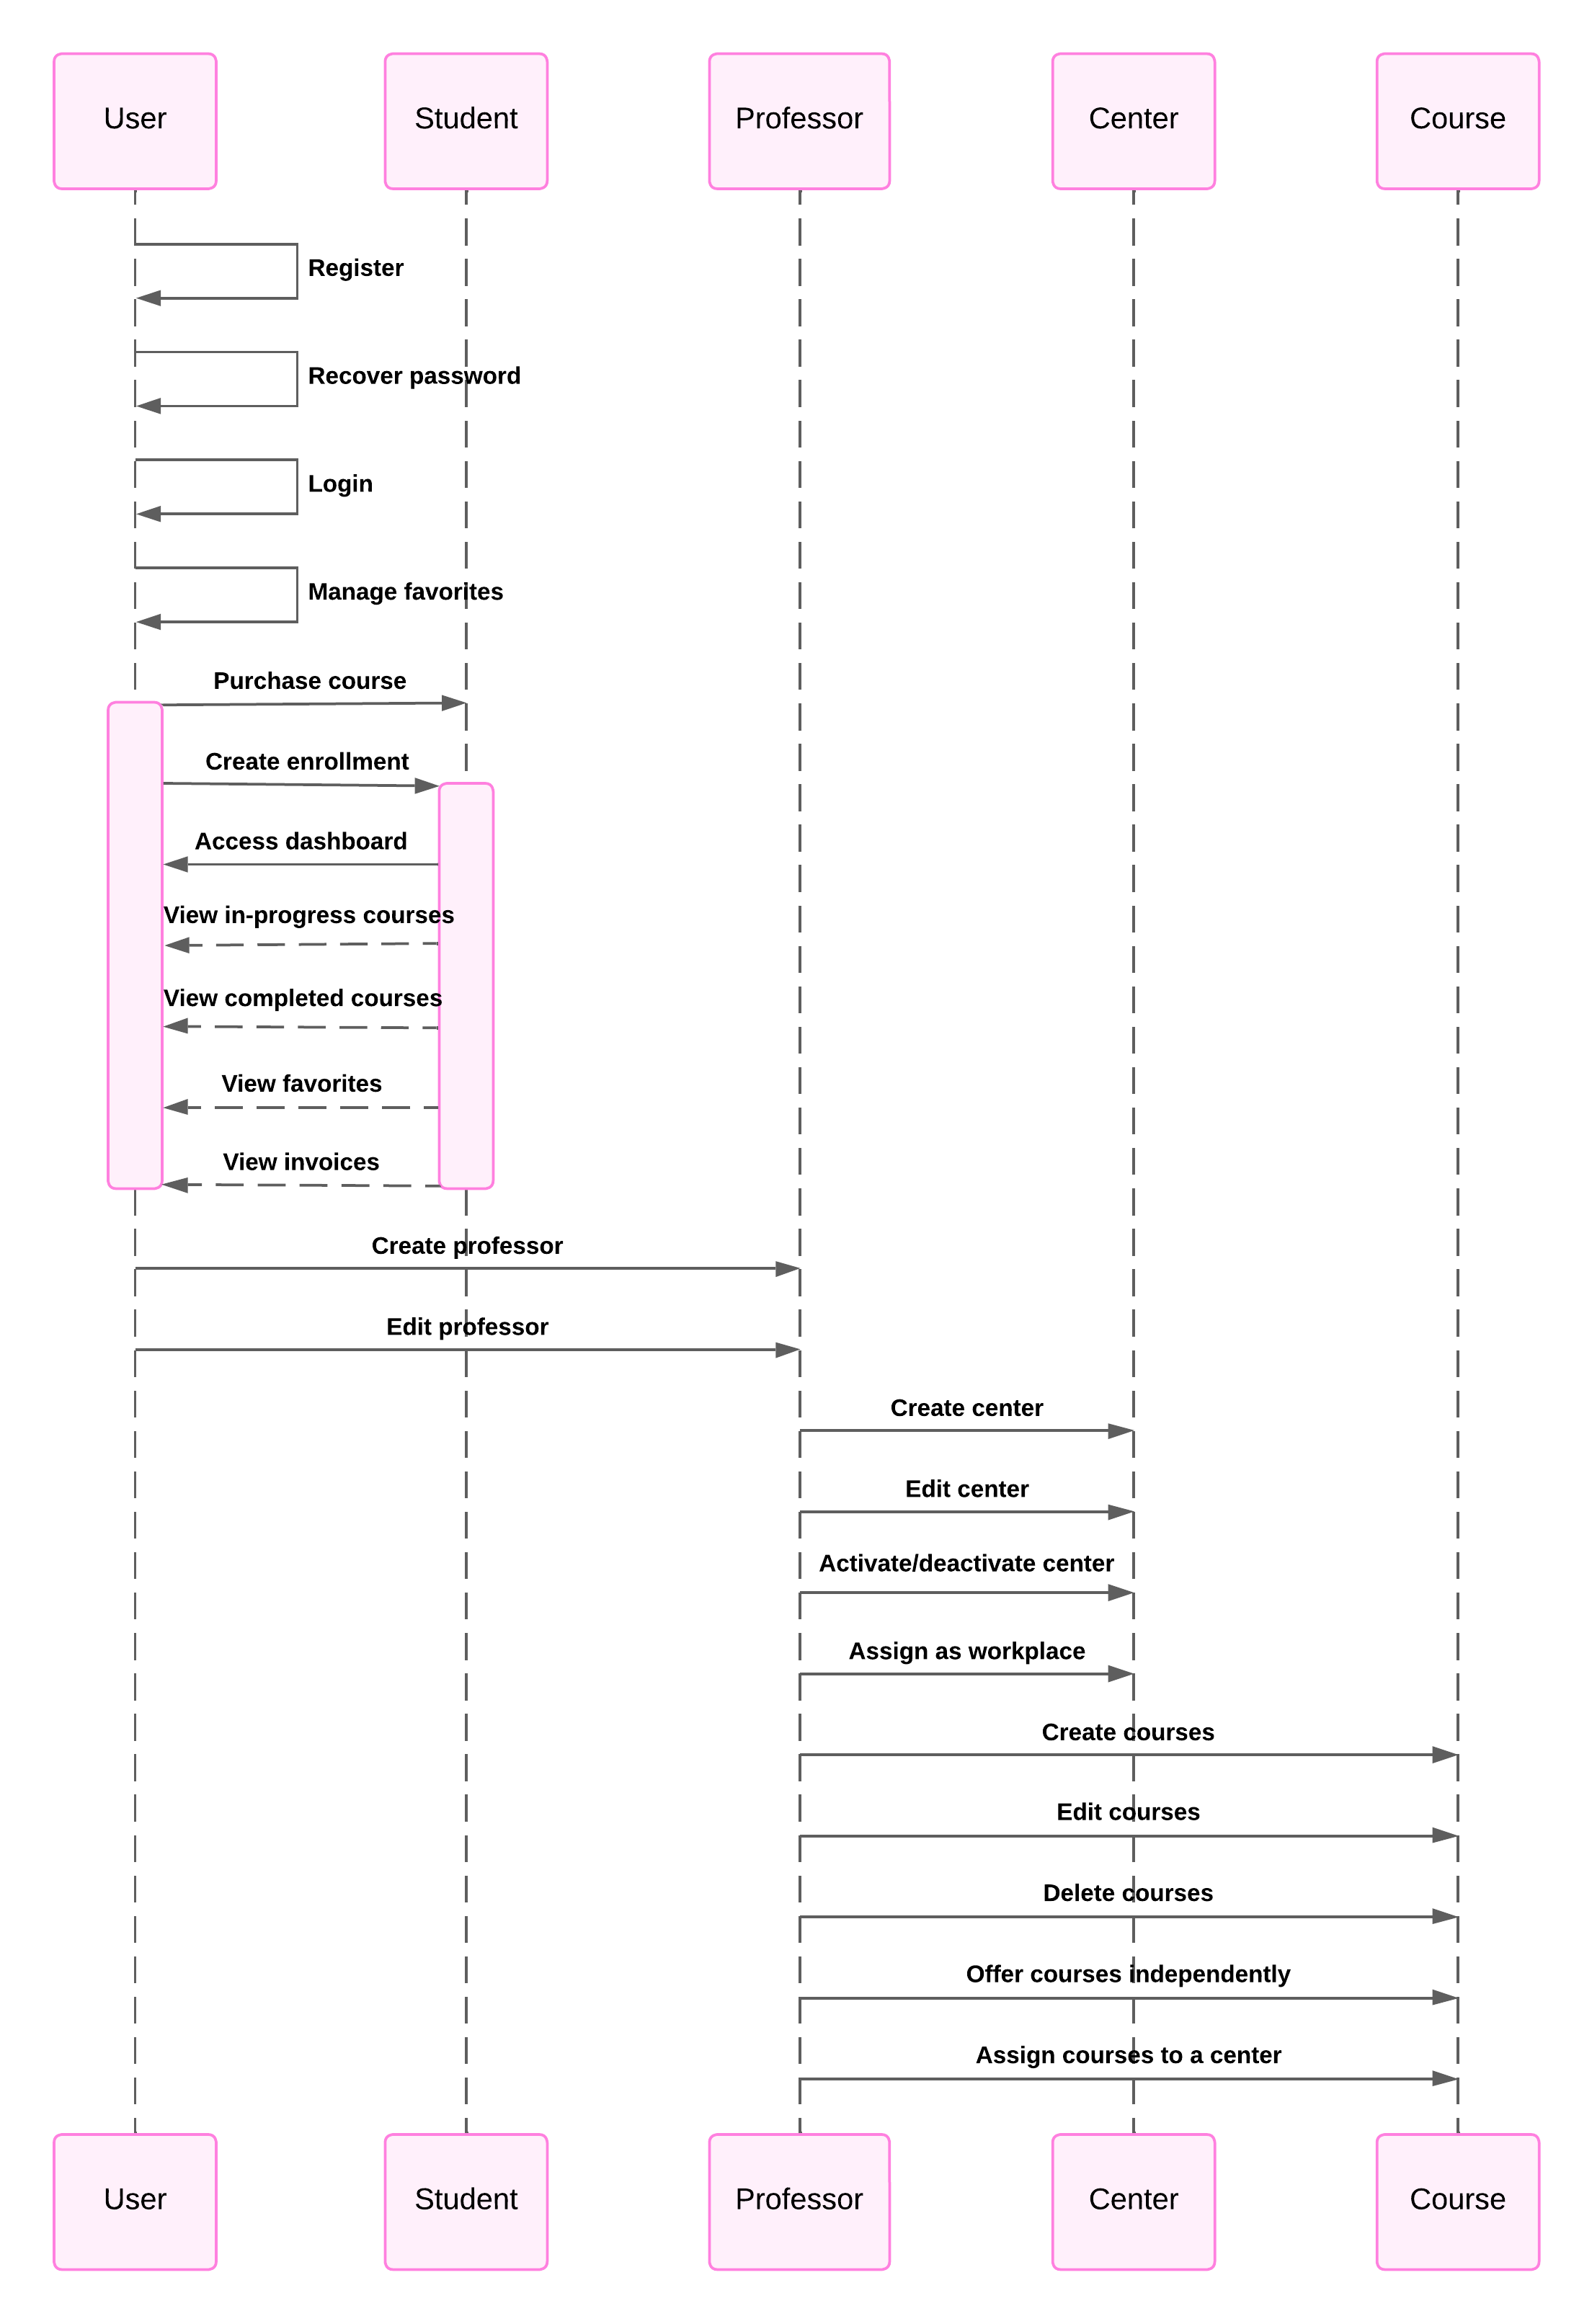 User
Student
Professor
Center
Course
Register
Recover password
Login
Manage favorites
Purchase course
Create enrollment
Access dashboard
View in-progress courses
View completed courses
View favorites
View invoices
Create professor
Edit professor
Create center
Edit center
Activate/deactivate center
Assign as workplace
Create courses
Edit courses
Delete courses
Offer courses independently
Assign courses to a center
User
Student
Professor
Center
Course